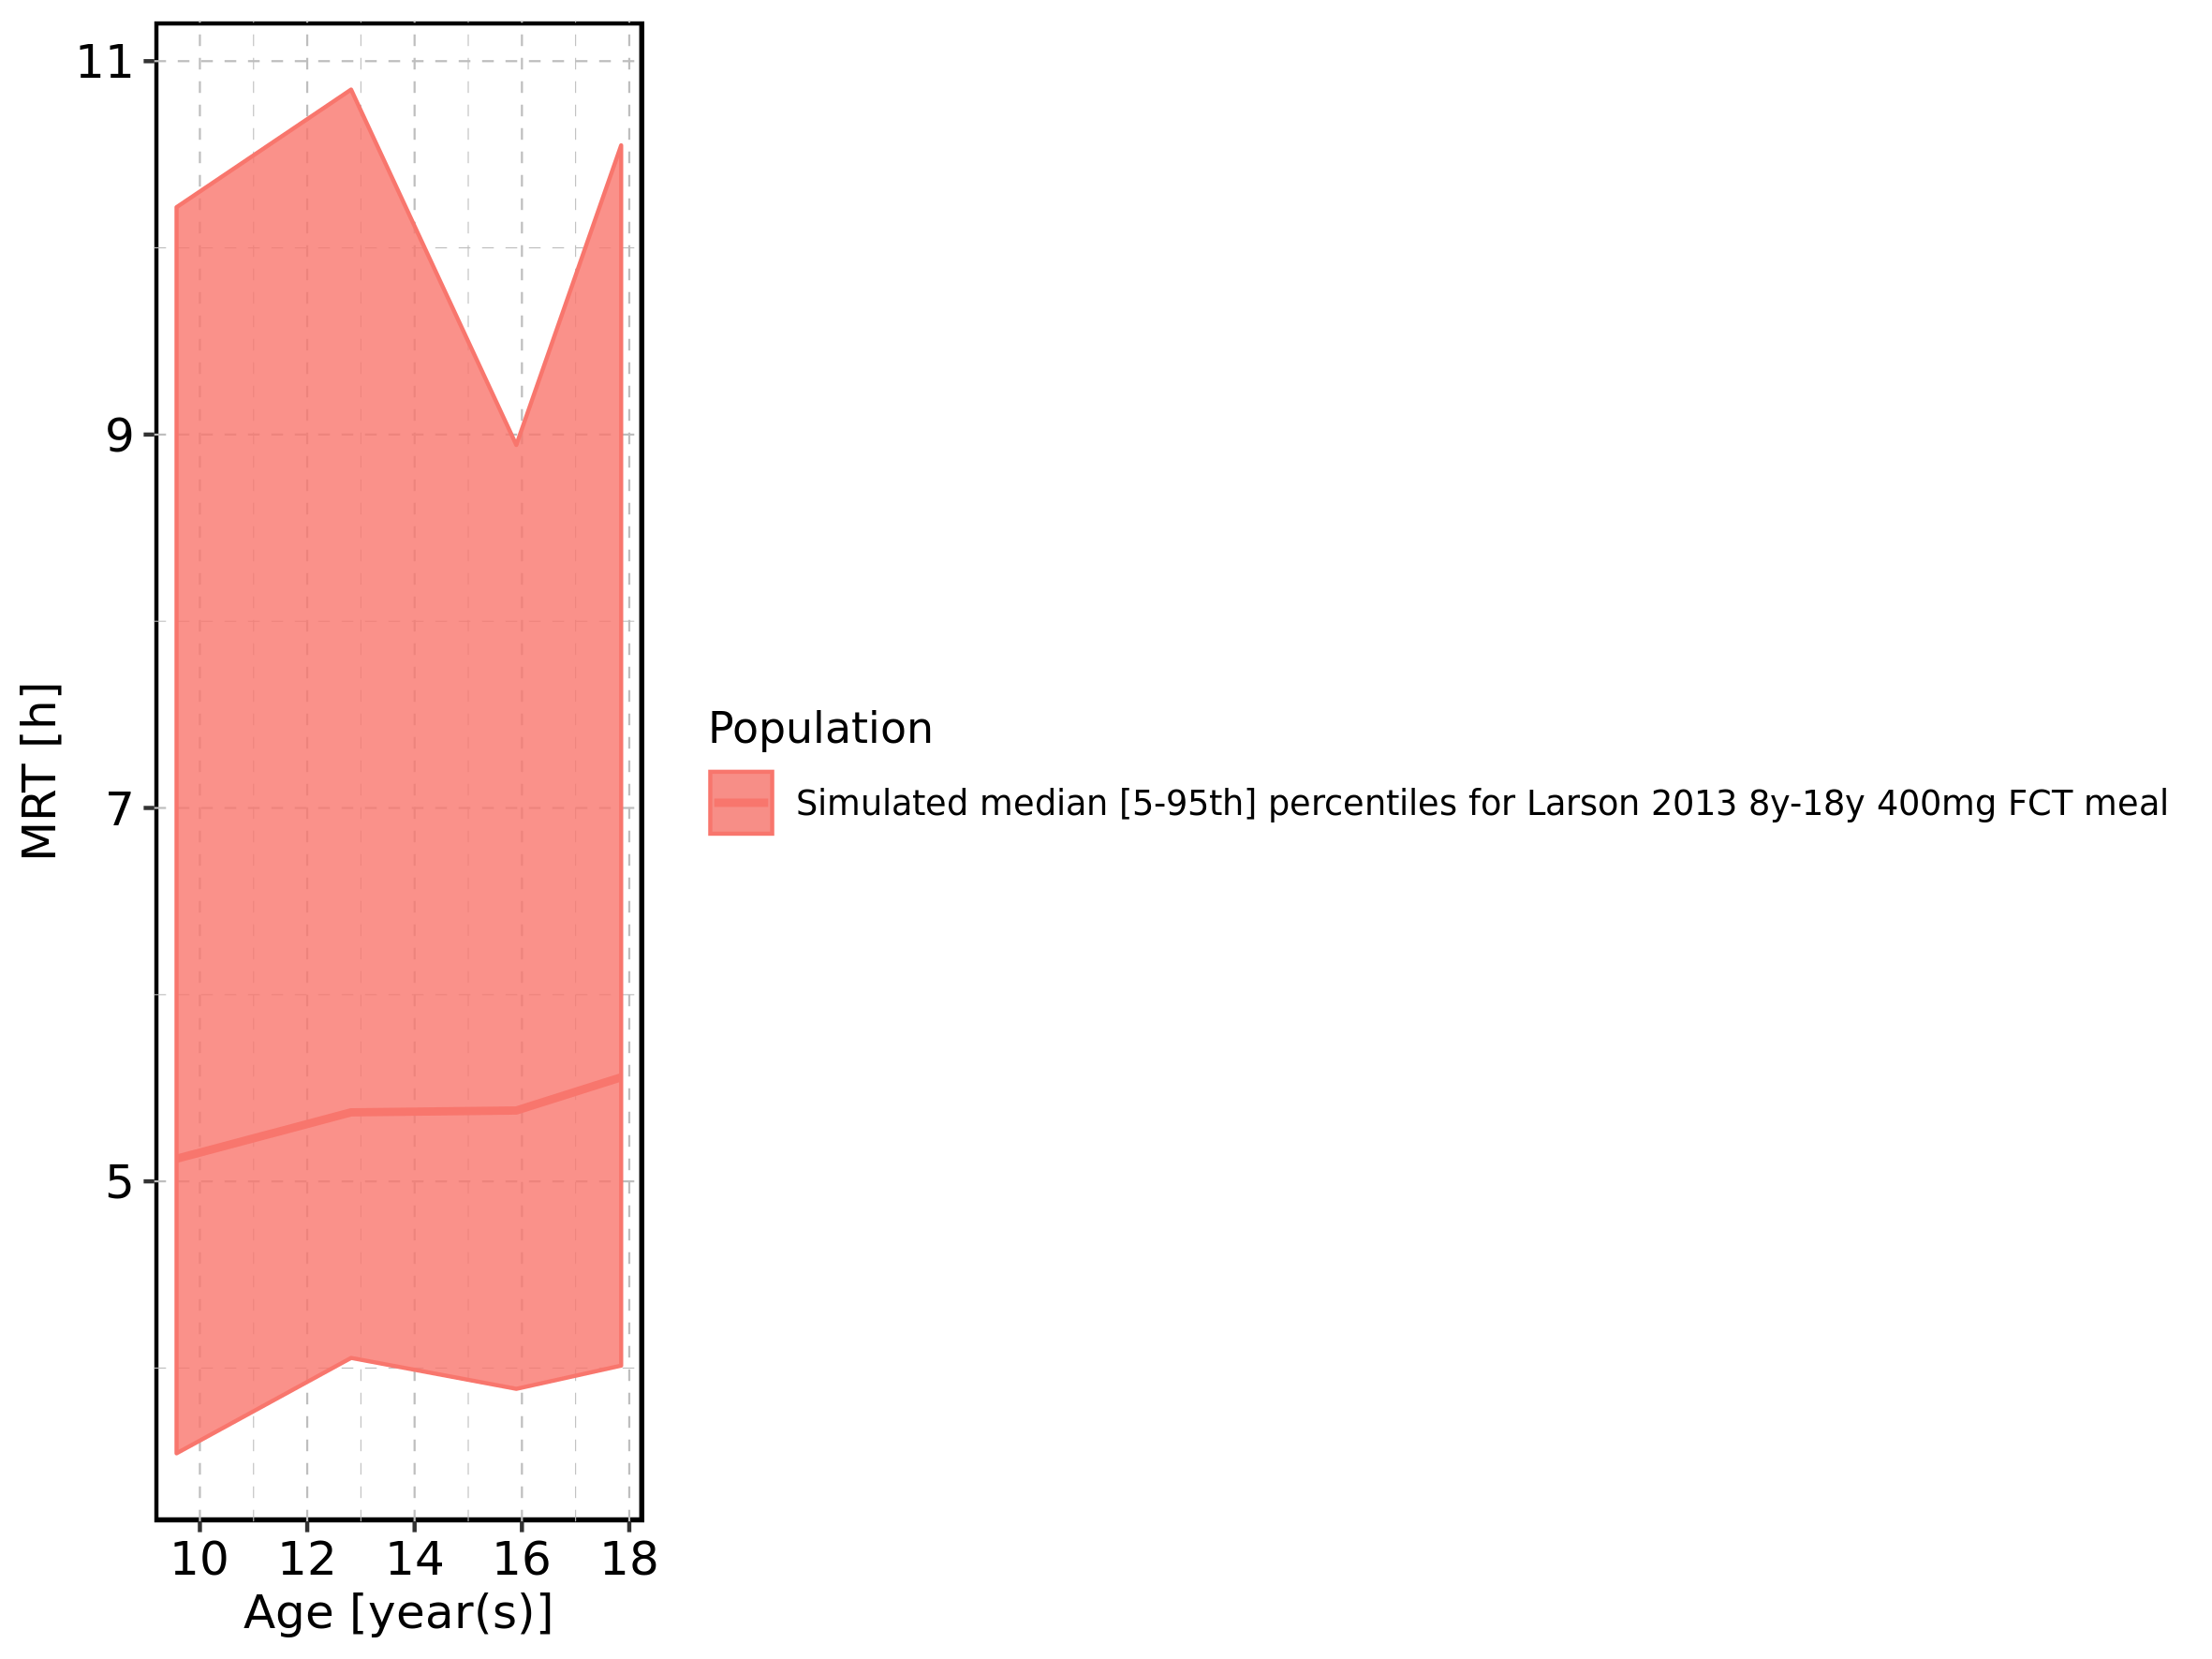 11
9
7
5
MRT [h]
10 12 14 16 18
Age [year(s)]
Population
Simulated median [5-95th] percentiles for Larson 2013 8y-18y 400mg FCT meal